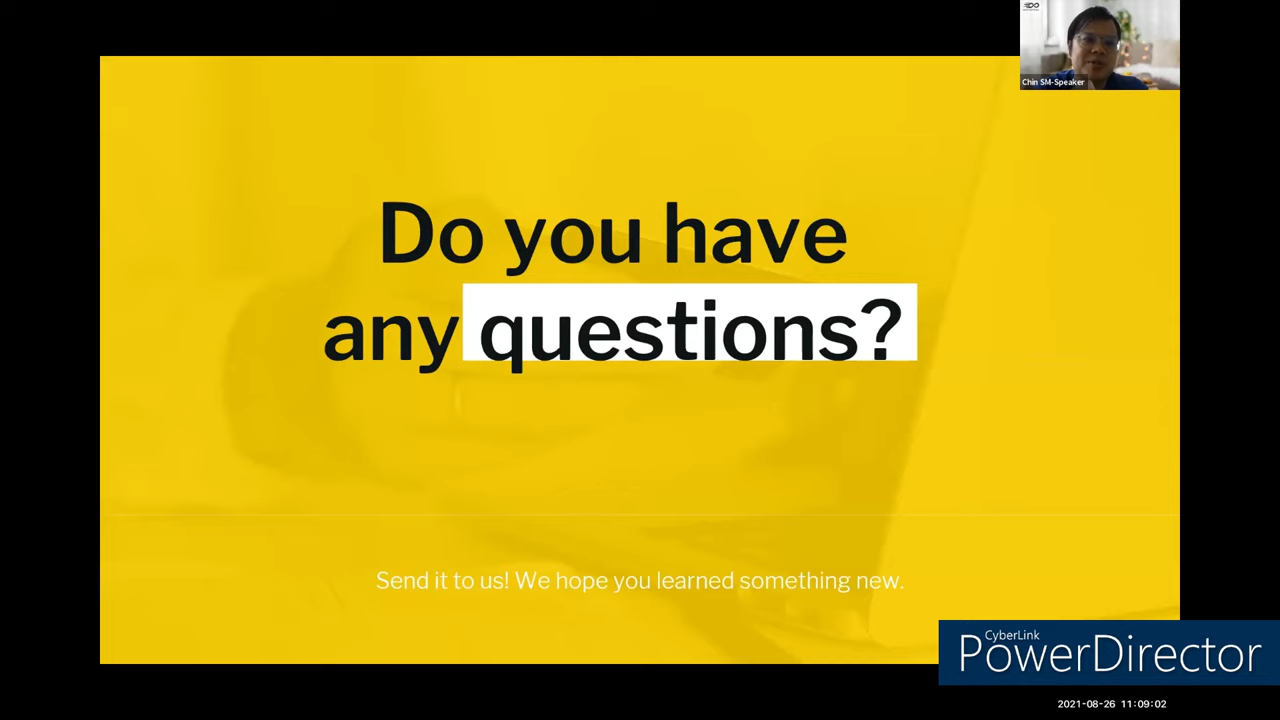 Chin SM-Speaker
Do you have
any questions?
Send it to us! We hope you learned something new.
CyberLink
PowerDirector
2021-08-26 11:09:02